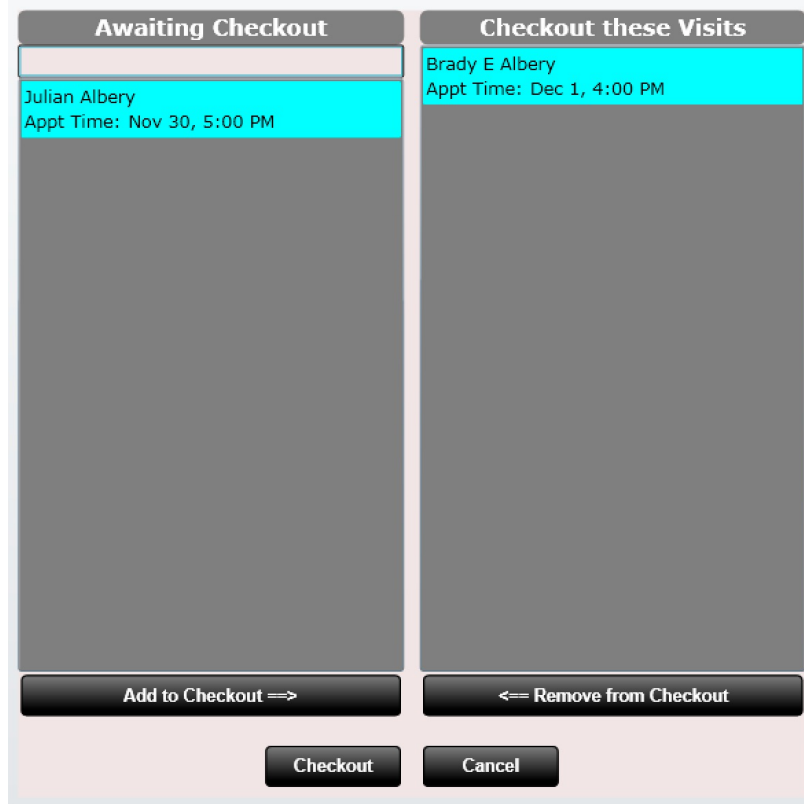 Awaiting Checkout
Julian Albery
Appt Time: Nov 30, 5:00 PM
Checkout these Visits
Brady E Albery
Appt Time: Dec 1, 4:00 PM
Add to Checkout ==>
<== Remove from Checkout
Checkout
Cancel